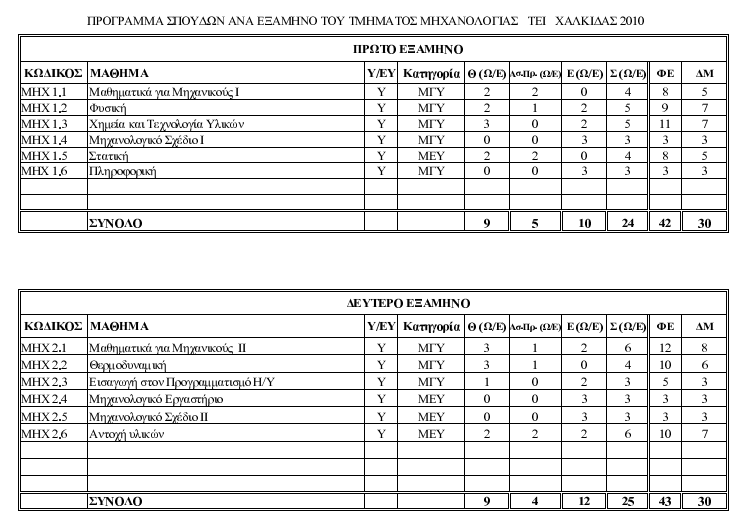 ΠΡΟΓΡΑΜΜΑ ΣΠΟΥΔΩΝ ΑΝΑ ΕΞΑΜΗΝΟ ΤΟΥ ΤΜΗΜΑΤΟΣ ΜΗΧΑΝΟΛΟΓΙΑΣ ΤΕΙ ΧΑΛΚΙΔΑΣ 2010
ΠΡΩΤΟ ΕΞΑΜΗΝΟ
ΚΩΔΙΚΟΣ ΜΑΘΗΜΑ Υ/ΕΥ Κατηγορία Θ (Ω/Ε) Ασ-Πρ- (Ω/Ε) Ε (Ω/Ε) Σ (Ω/Ε) ΦΕ ΔΜ
ΜΗΧ 1.1 Μαθηματικά για Μηχανικούς Ι Υ ΜΓΥ 2 2 0 4 8 5
ΜΗΧ 1.2 Φυσική Υ ΜΓΥ 2 1 2 5 9 7
ΜΗΧ 1.3 Χημεία και Τεχνολογία Υλικών Υ ΜΓΥ 3 0 2 5 11 7
ΜΗΧ 1.4 Μηχανολογικό Σχέδιο Ι Υ ΜΓΥ 0 0 3 3 3 3
ΜΗΧ 1.5 Στατική Υ ΜΕΥ 2 2 0 4 8 5
ΜΗΧ 1.6 Πληροφορική Υ ΜΓΥ 0 0 3 3 3 3
ΣΥΝΟΛΟ 9 5 10 24 42 30
ΔΕΥΤΕΡΟ ΕΞΑΜΗΝΟ
ΚΩΔΙΚΟΣ ΜΑΘΗΜΑ Υ/ΕΥ Κατηγορία Θ (Ω/Ε) Ασ-Πρ- (Ω/Ε) Ε (Ω/Ε) Σ (Ω/Ε) ΦΕ ΔΜ
ΜΗΧ 2.1 Μαθηματικά για Μηχανικούς ΙΙ Υ ΜΓΥ 3 1 2 6 12 8
ΜΗΧ 2.2 Θερμοδυναμική Υ ΜΓΥ 3 1 0 4 10 6
ΜΗΧ 2.3 Εισαγωγή στον Προγραμματισμό Η/Υ Υ ΜΓΥ 1 0 2 3 5 3
ΜΗΧ 2.4 Μηχανολογικό Εργαστήριο Υ ΜΕΥ 0 0 3 3 3 3
ΜΗΧ 2.5 Μηχανολογικό Σχέδιο ΙΙ Υ ΜΕΥ 0 0 3 3 3 3
ΜΗΧ 2.6 Αντοχή υλικών Υ ΜΕΥ 2 2 2 6 10 7
ΣΥΝΟΛΟ 9 4 12 25 43 30